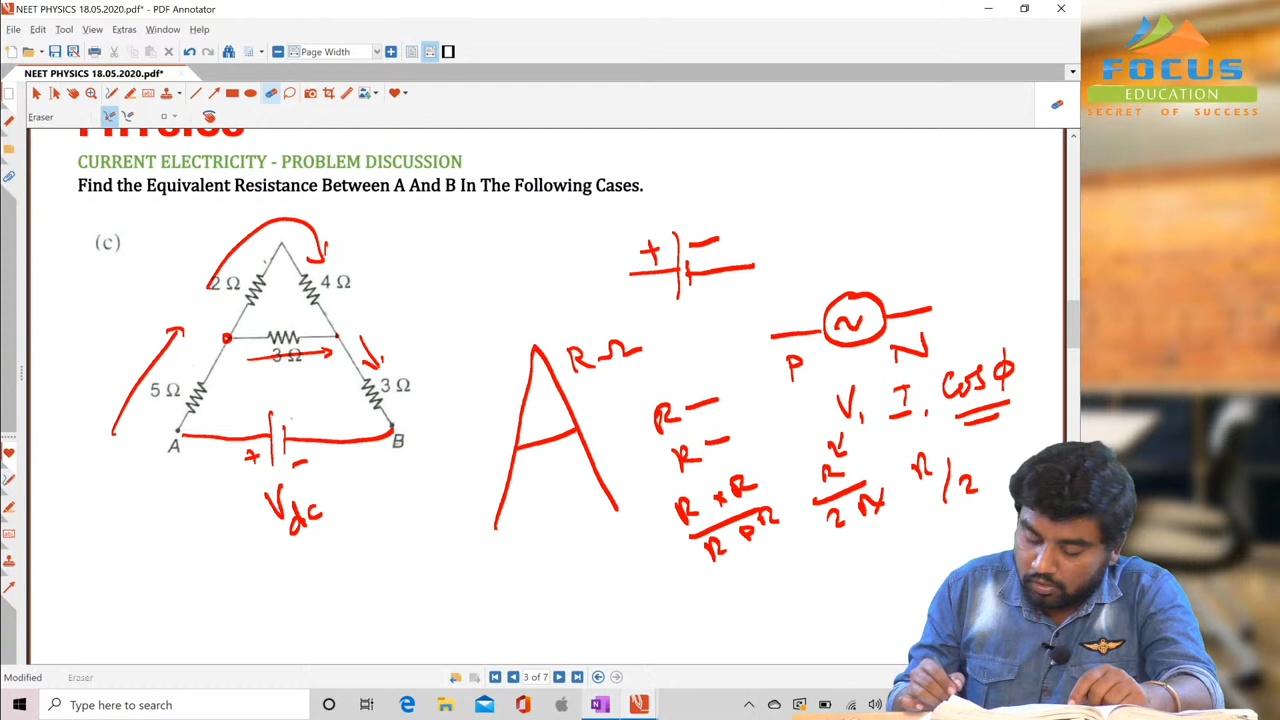 NEET PHYSICS 18.05.2020.pdf* - PDF Annotator
File Edit Tool View Extras Window Help
Page Width
NEET PHYSICS 18.05.2020.pdf*
Eraser
FOCUS
EDUCATION
SECRET OF SUCCESS
CURRENT ELECTRICITY - PROBLEM DISCUSSION
Find the Equivalent Resistance Between A And B In The Following Cases.
(c)
2 Ω
4 Ω
3 Ω
5 Ω
3 Ω
A
B
+ –
Vdc
+ –
R Ω
P
N
V, I, cos φ
R –
R –
R × R
R²
2R
R/2
Modified
Eraser
3 of 7
Type here to search